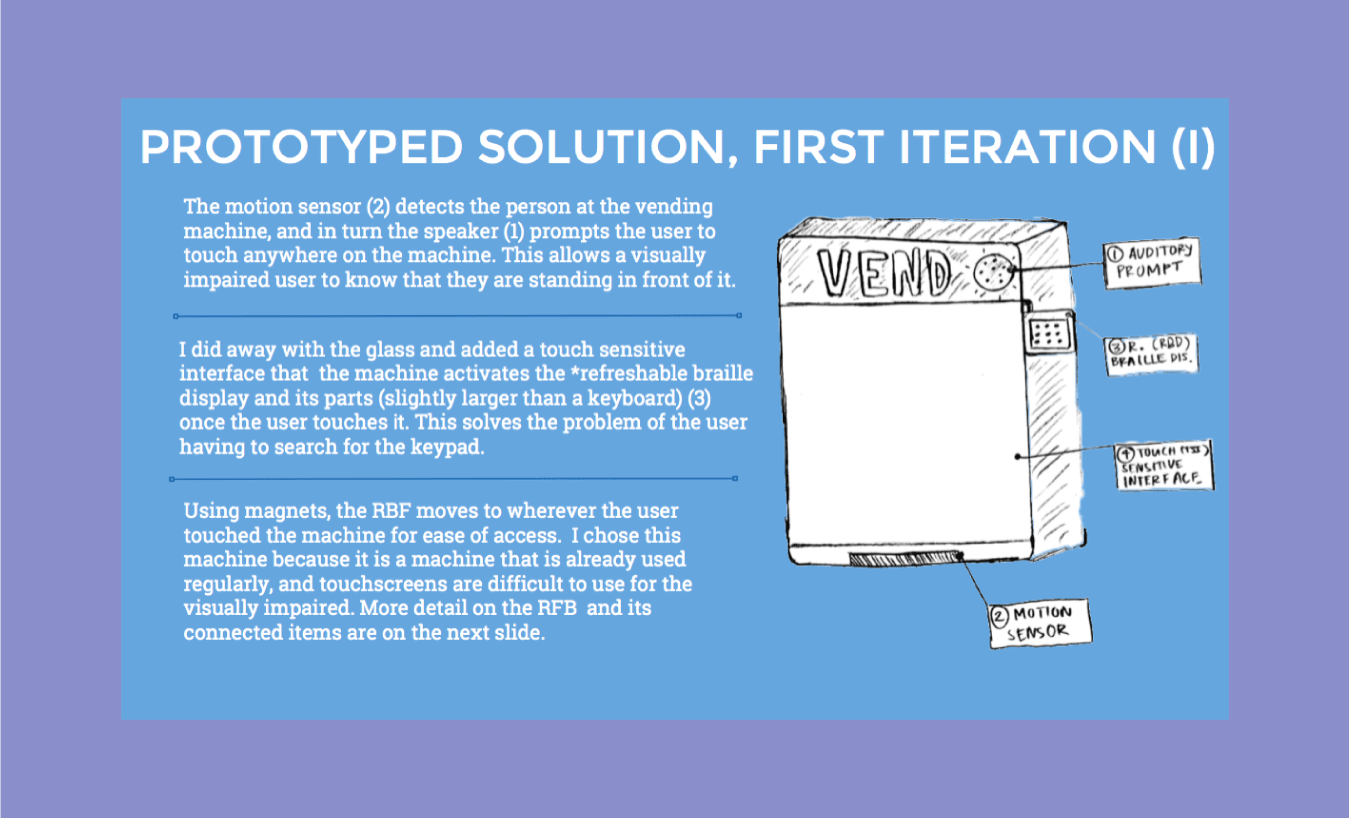 PROTOTYPED SOLUTION, FIRST ITERATION (I)
The motion sensor (2) detects the person at the vending
machine, and in turn the speaker (1) prompts the user to
touch anywhere on the machine. This allows a visually
impaired user to know that they are standing in front of it.
I did away with the glass and added a touch sensitive
interface that the machine activates the *refreshable braille
display and its parts (slightly larger than a keyboard) (3)
once the user touches it. This solves the problem of the user
having to search for the keypad.
Using magnets, the RBF moves to wherever the user
touched the machine for ease of access. I chose this
machine because it is a machine that is already used
regularly, and touchscreens are difficult to use for the
visually impaired. More detail on the RFB and its
connected items are on the next slide.
VEND
① AUDITORY
PROMPT
③ R.
BRAILLE DIS.
TOUCH
SENSITIVE
INTERFACE
② MOTION
SENSOR